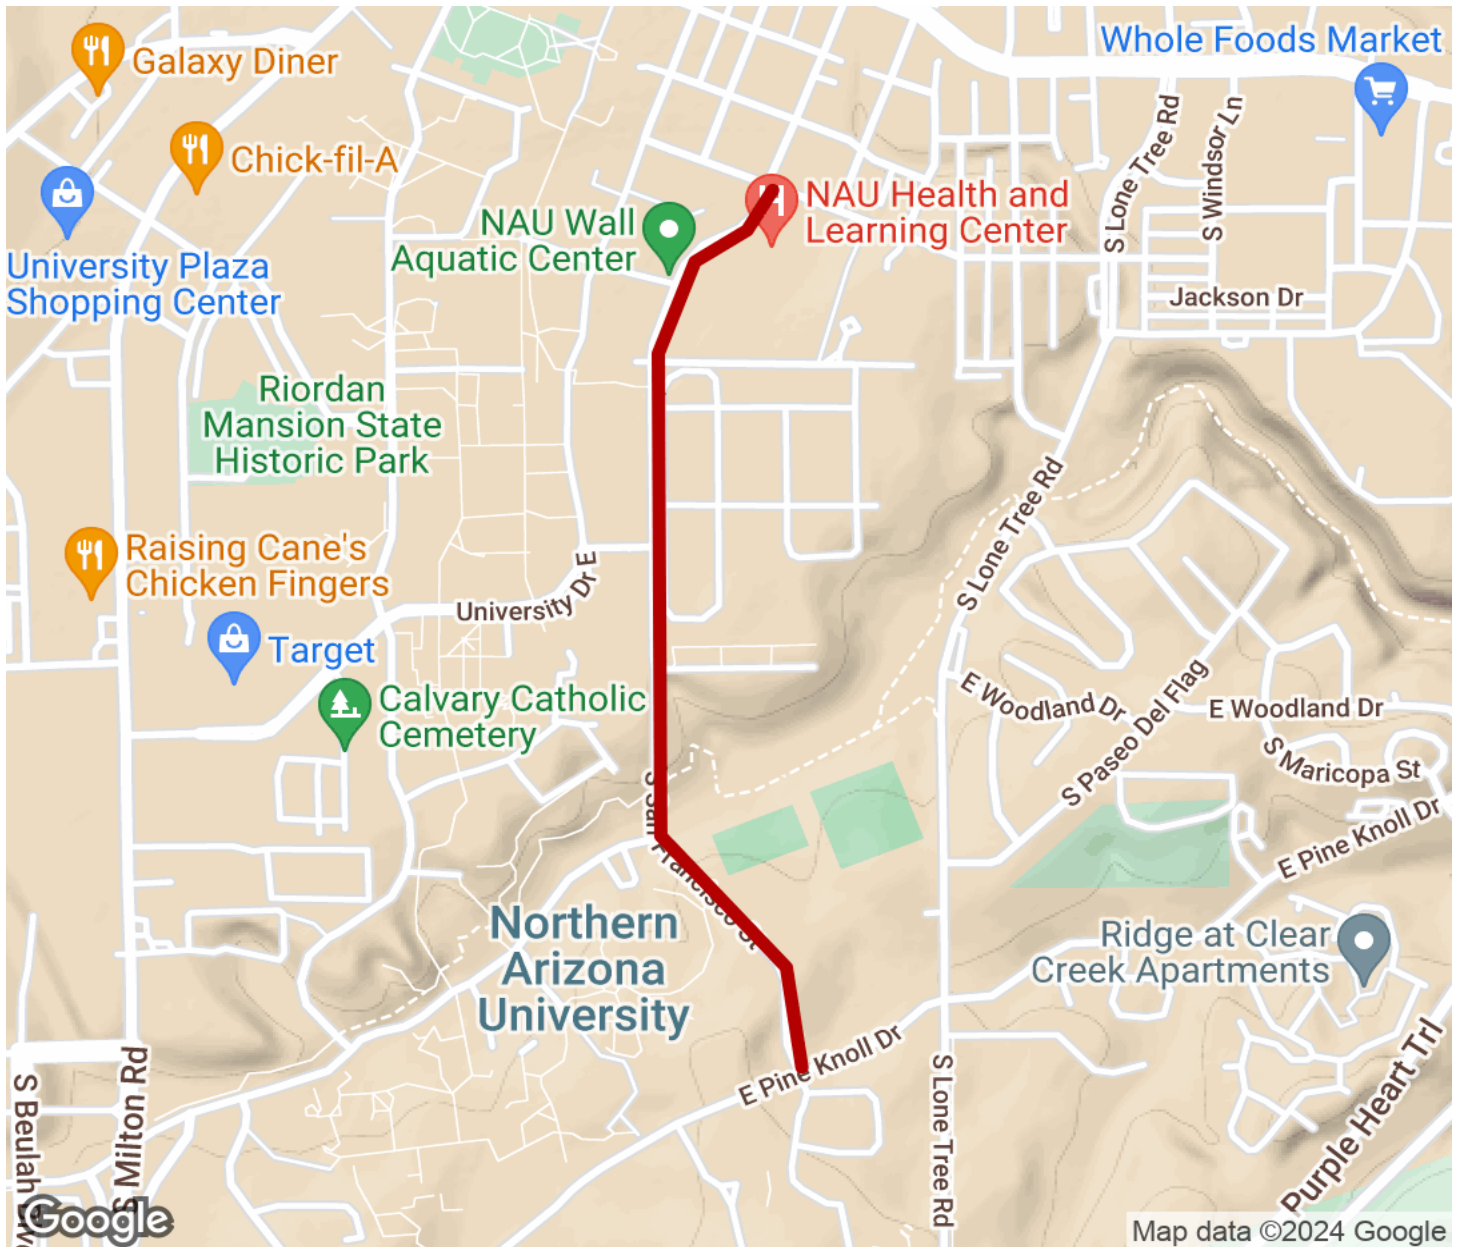 Whole Foods Market
Galaxy Diner
Chick-fil-A
S Lone Tree Rd
S Windsor Ln
NAU Health and
Learning Center
NAU Wall
Aquatic Center
University Plaza
Shopping Center
Jackson Dr
Riordan
Mansion State
Historic Park
S Lone Tree Rd
Raising Cane's
Chicken Fingers
University Dr E
Target
Calvary Catholic
Cemetery
E Woodland Dr
S Paseo Del Flag
E Woodland Dr
S Maricopa St
S San Francisco St
E Pine Knoll Dr
Northern
Arizona
University
Ridge at Clear
Creek Apartments
E Pine Knoll Dr
S Lone Tree Rd
Purple Heart Trl
S Milton Rd
S Beulah
Google
Map data ©2024 Google